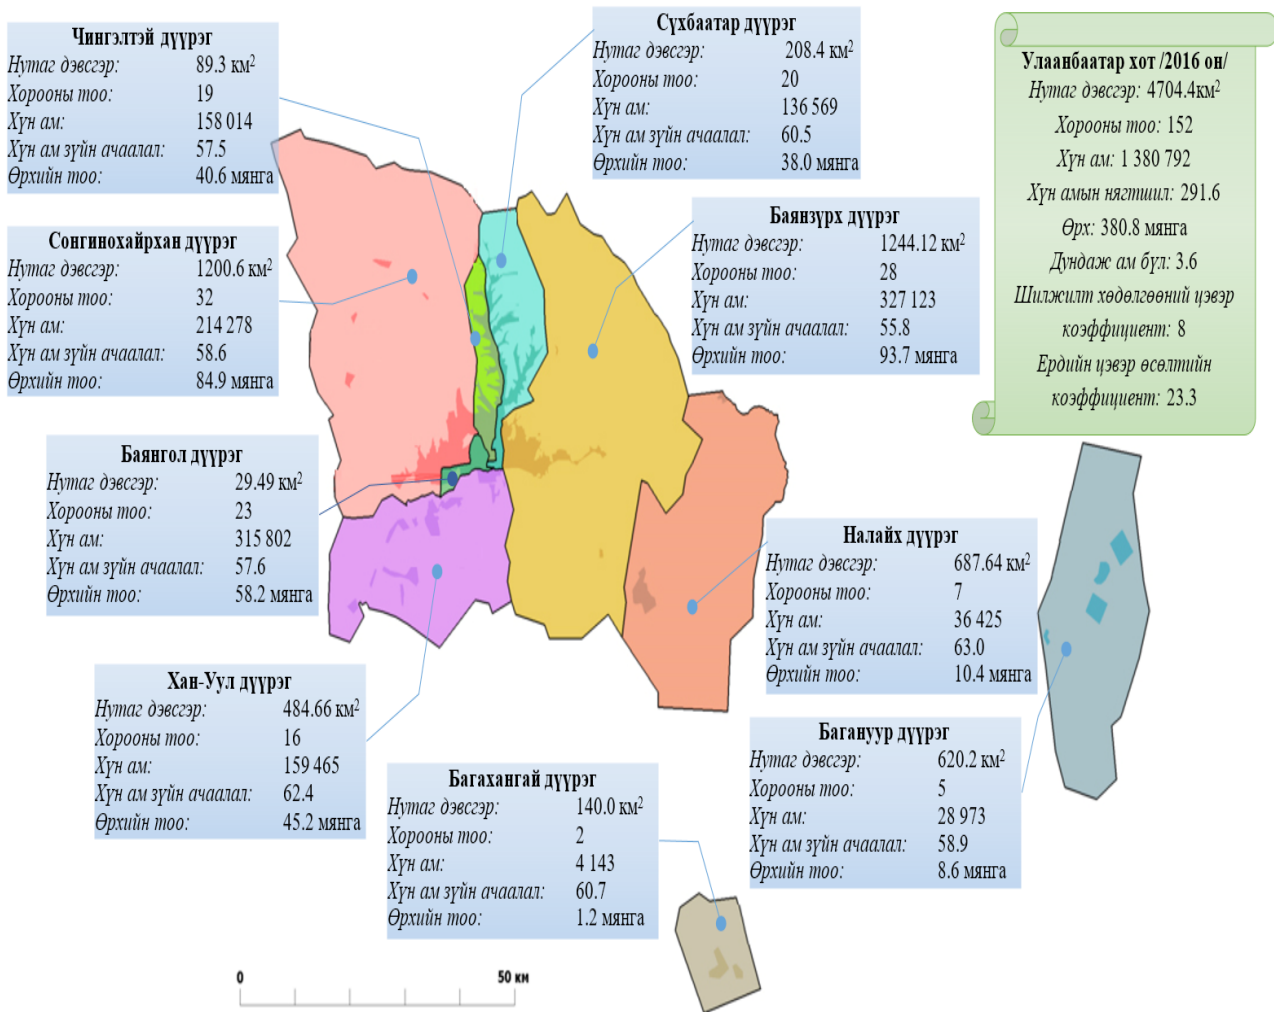 Чингэлтэй дүүрэг
Нутаг дэвсгэр: 89.3 км²
Хорооны тоо: 19
Хүн ам: 158 014
Хүн ам зүйн ачаалал: 57.5
Өрхийн тоо: 40.6 мянга
Сүхбаатар дүүрэг
Нутаг дэвсгэр: 208.4 км²
Хорооны тоо: 20
Хүн ам: 136 569
Хүн ам зүйн ачаалал: 60.5
Өрхийн тоо: 38.0 мянга
Улаанбаатар хот /2016 он/
Нутаг дэвсгэр: 4704.4км²
Хорооны тоо: 152
Хүн ам: 1 380 792
Хүн амын нягтшил: 291.6
Өрх: 380.8 мянга
Дундаж ам бүл: 3.6
Шилжилт хөдөлгөөний цэвэр
коэффициент: 8
Ердийн цэвэр өсөлтийн
коэффициент: 23.3
Сонгинохайрхан дүүрэг
Нутаг дэвсгэр: 1200.6 км²
Хорооны тоо: 32
Хүн ам: 214 278
Хүн ам зүйн ачаалал: 58.6
Өрхийн тоо: 84.9 мянга
Баянзүрх дүүрэг
Нутаг дэвсгэр: 1244.12 км²
Хорооны тоо: 28
Хүн ам: 327 123
Хүн ам зүйн ачаалал: 55.8
Өрхийн тоо: 93.7 мянга
Баянгол дүүрэг
Нутаг дэвсгэр: 29.49 км²
Хорооны тоо: 23
Хүн ам: 315 802
Хүн ам зүйн ачаалал: 57.6
Өрхийн тоо: 58.2 мянга
Налайх дүүрэг
Нутаг дэвсгэр: 687.64 км²
Хорооны тоо: 7
Хүн ам: 36 425
Хүн ам зүйн ачаалал: 63.0
Өрхийн тоо: 10.4 мянга
Хан-Уул дүүрэг
Нутаг дэвсгэр: 484.66 км²
Хорооны тоо: 16
Хүн ам: 159 465
Хүн ам зүйн ачаалал: 62.4
Өрхийн тоо: 45.2 мянга
Багануур дүүрэг
Нутаг дэвсгэр: 620.2 км²
Хорооны тоо: 5
Хүн ам: 28 973
Хүн ам зүйн ачаалал: 58.9
Өрхийн тоо: 8.6 мянга
Багахангай дүүрэг
Нутаг дэвсгэр: 140.0 км²
Хорооны тоо: 2
Хүн ам: 4 143
Хүн ам зүйн ачаалал: 60.7
Өрхийн тоо: 1.2 мянга
0 50 км